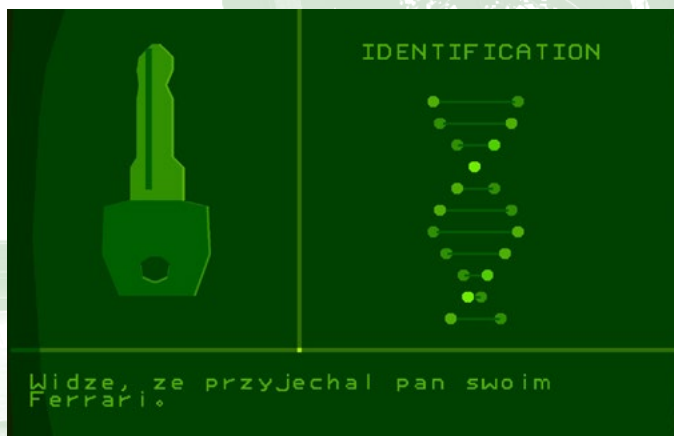 IDENTIFICATION
Widze, ze przyjechal pan swoim
Ferrari.